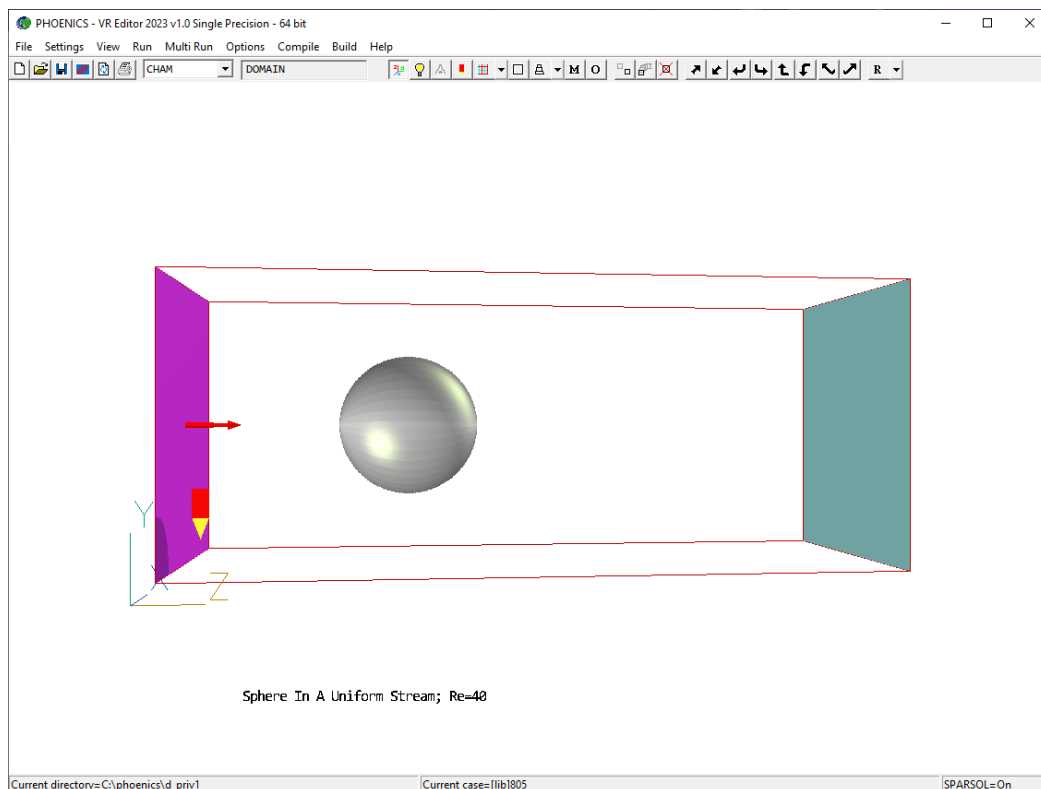 PHOENICS - VR Editor 2023 v1.0 Single Precision - 64 bit
File Settings View Run Multi Run Options Compile Build Help
CHAM DOMAIN M O R
Y
X
Z
Sphere In A Uniform Stream; Re=40
Current directory=C:\phoenics\d_priv1 Current case=[lib]805 SPARSOL=On